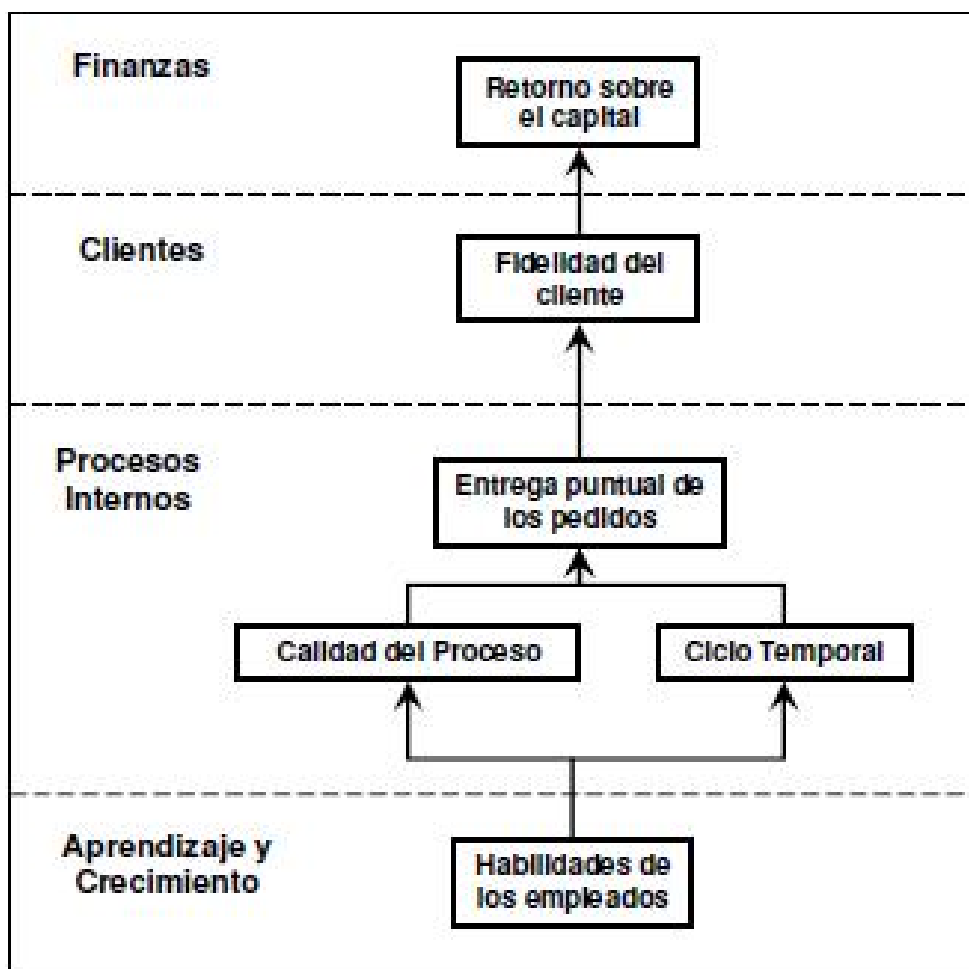 Finanzas
Retorno sobre
el capital
Clientes
Fidelidad del
cliente
Procesos
Internos
Entrega puntual de
los pedidos
Calidad del Proceso
Ciclo Temporal
Aprendizaje y
Crecimiento
Habilidades de
los empleados